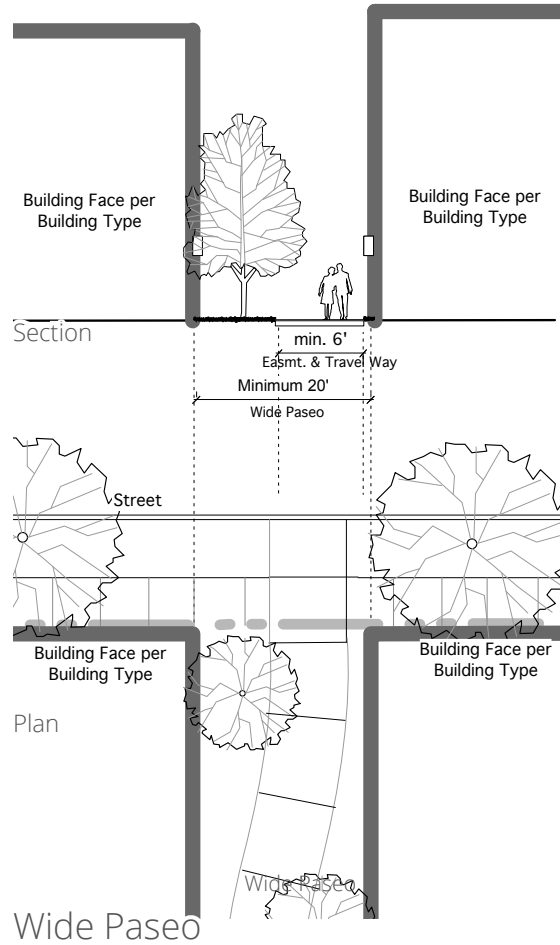 Building Face per
Building Type
Building Face per
Building Type
Section
min. 6'
Easmt. & Travel Way
Minimum 20'
Wide Paseo
Street
Building Face per
Building Type
Building Face per
Building Type
Plan
Wide Paseo
Wide Paseo